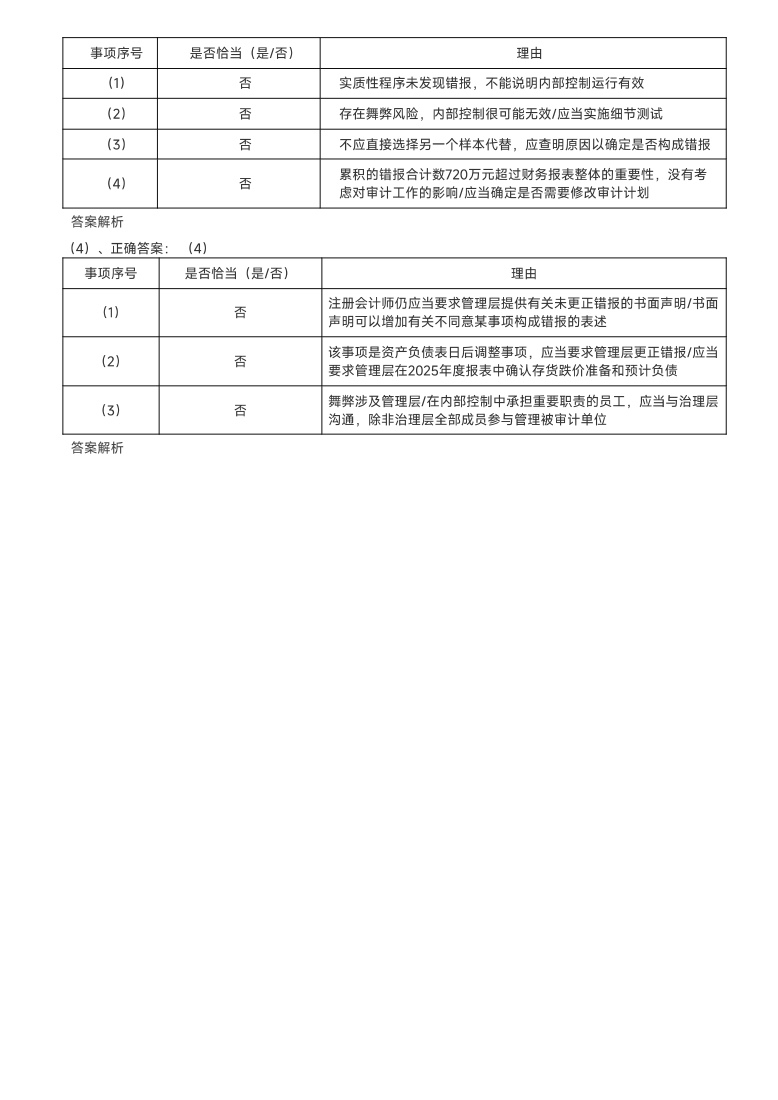 事项序号 是否恰当（是/否） 理由
（1） 否 实质性程序未发现错报，不能说明内部控制运行有效
（2） 否 存在舞弊风险，内部控制很可能无效/应当实施细节测试
（3） 否 不应直接选择另一个样本代替，应查明原因以确定是否构成错报
（4） 否 累积的错报合计数720万元超过财务报表整体的重要性，没有考
虑对审计工作的影响/应当确定是否需要修改审计计划
答案解析
（4）、正确答案： （4）
事项序号 是否恰当（是/否） 理由
（1） 否 注册会计师仍应当要求管理层提供有关未更正错报的书面声明/书面
声明可以增加有关不同意某事项构成错报的表述
（2） 否 该事项是资产负债表日后调整事项，应当要求管理层更正错报/应当
要求管理层在2025年度报表中确认存货跌价准备和预计负债
（3） 否 舞弊涉及管理层/在内部控制中承担重要职责的员工，应当与治理层
沟通，除非治理层全部成员参与管理被审计单位
答案解析